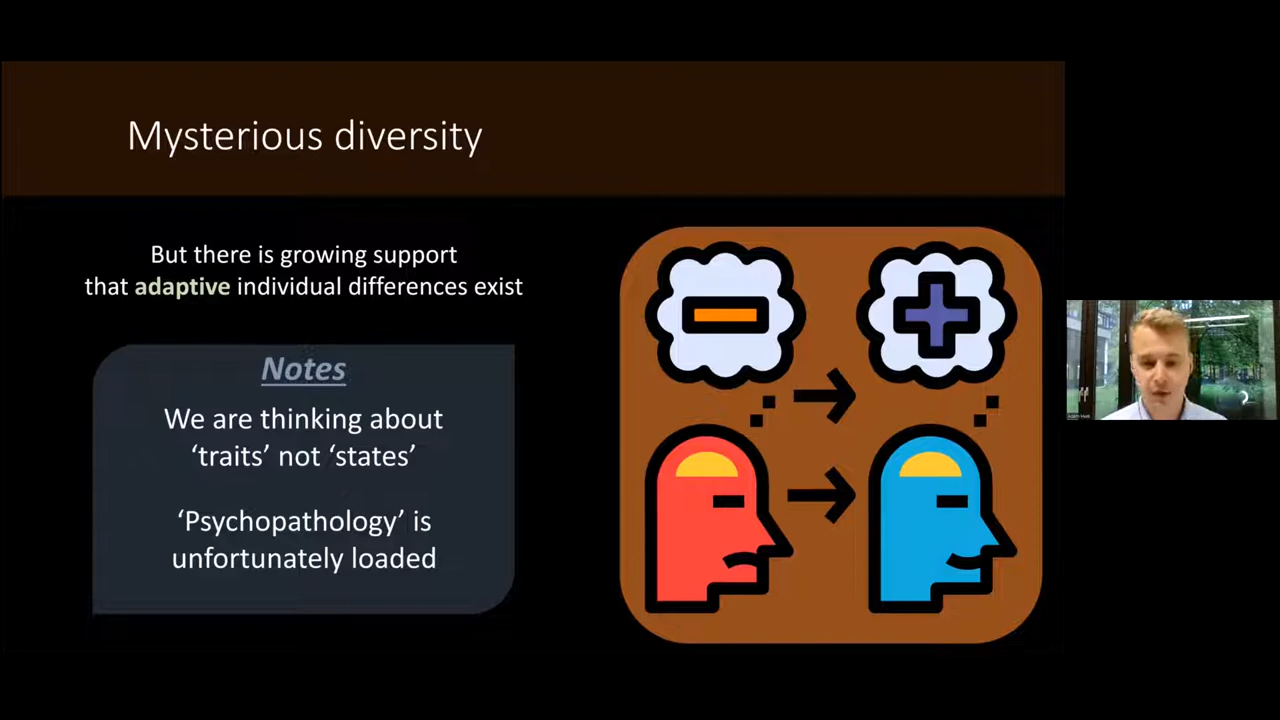 Mysterious diversity
But there is growing support
that adaptive individual differences exist
Notes
We are thinking about
‘traits’ not ‘states’
‘Psychopathology’ is
unfortunately loaded